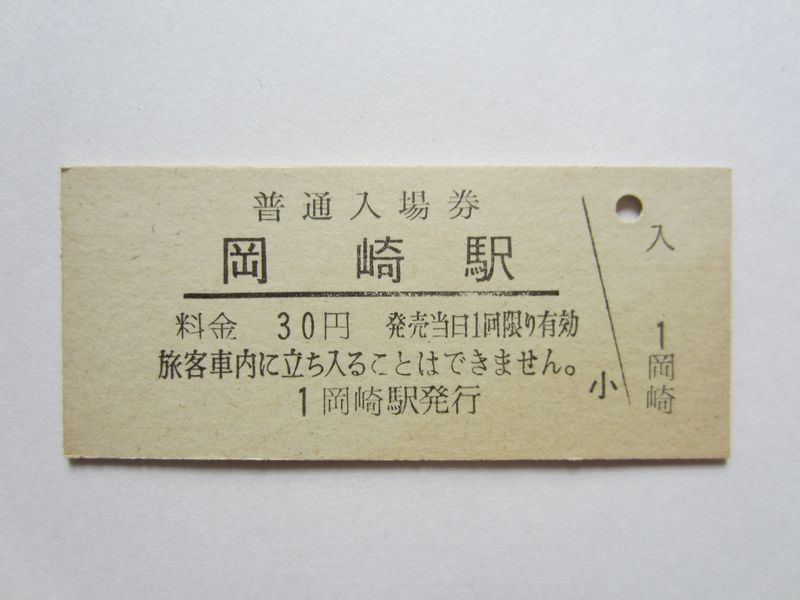 普通入場券
岡崎駅
料金 30円 発売当日1回限り有効
旅客車内に立ち入ることはできません。
1岡崎駅発行
小
入
1
岡崎